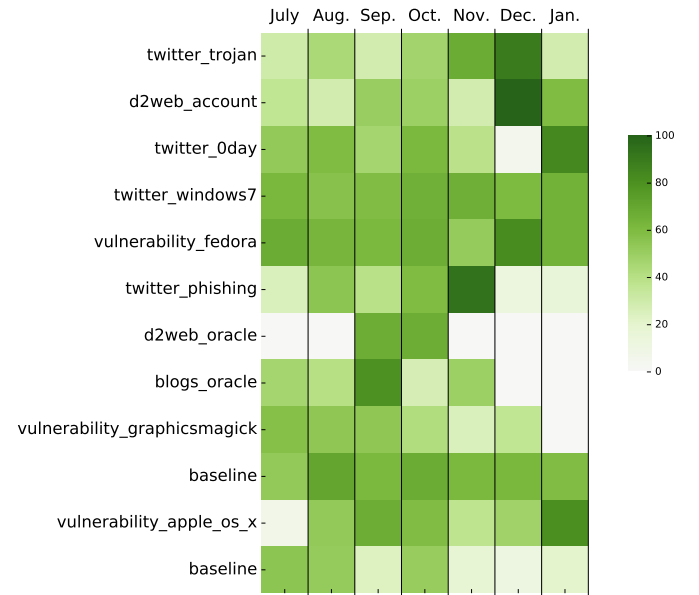 July Aug. Sep. Oct. Nov. Dec. Jan.
twitter_trojan
d2web_account
twitter_0day
twitter_windows7
vulnerability_fedora
twitter_phishing
d2web_oracle
blogs_oracle
vulnerability_graphicsmagick
baseline
vulnerability_apple_os_x
baseline
100
80
60
40
20
0